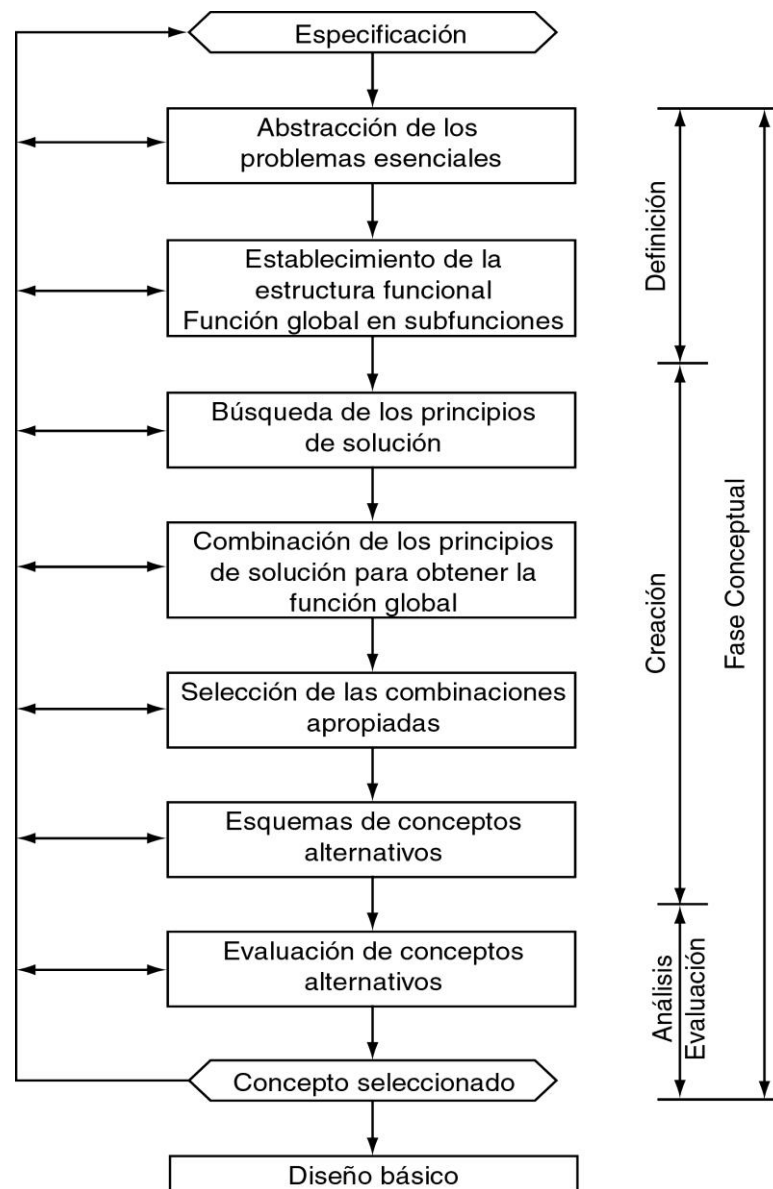 Especificación
Abstracción de los
problemas esenciales
Establecimiento de la
estructura funcional
Función global en subfunciones
Búsqueda de los principios
de solución
Combinación de los principios
de solución para obtener la
función global
Selección de las combinaciones
apropiadas
Esquemas de conceptos
alternativos
Evaluación de conceptos
alternativos
Concepto seleccionado
Diseño básico
Definición
Creación
Análisis
Evaluación
Fase Conceptual